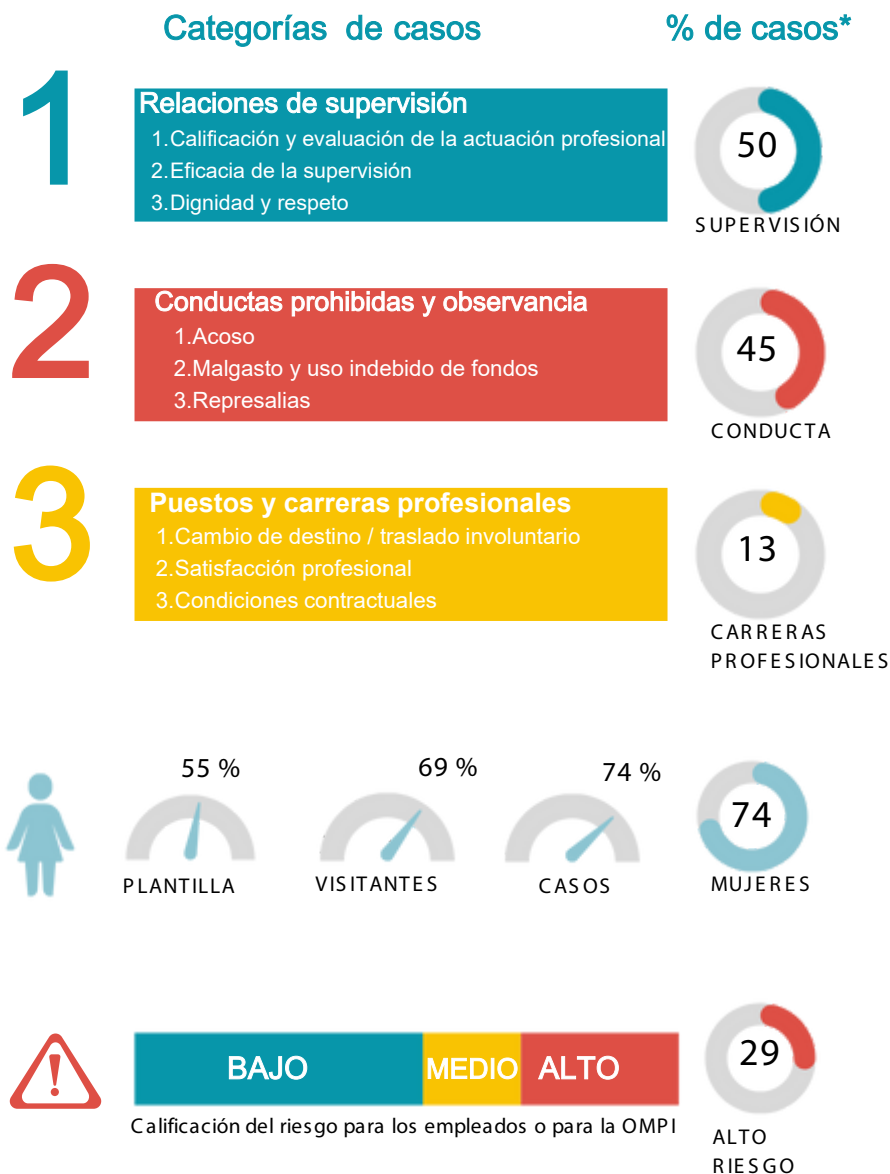 Categorías de casos
% de casos*
1
Relaciones de supervisión
1.Calificación y evaluación de la actuación profesional
2.Eficacia de la supervisión
3.Dignidad y respeto
50
SUPERVISIÓN
2
Conductas prohibidas y observancia
1.Acoso
2.Malgasto y uso indebido de fondos
3.Represalias
45
CONDUCTA
3
Puestos y carreras profesionales
1.Cambio de destino / traslado involuntario
2.Satisfacción profesional
3.Condiciones contractuales
13
CARRERAS
PROFESIONALES
55 %
69 %
74 %
74
PLANTILLA
VISITANTES
CASOS
MUJERES
!
BAJO
MEDIO
ALTO
29
Calificación del riesgo para los empleados o para la OMPI
ALTO
RIESGO